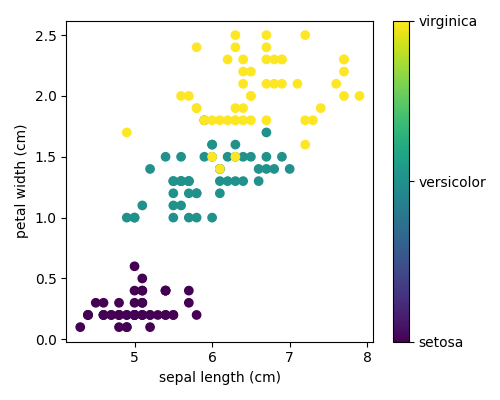 virginica
versicolor
setosa
2.5
2.0
1.5
1.0
0.5
0.0
petal width (cm)
5 6 7 8
sepal length (cm)